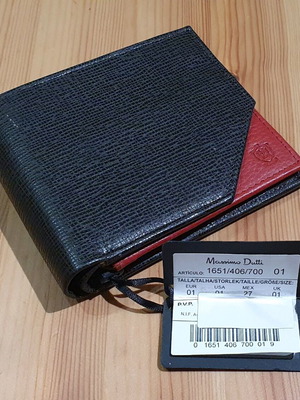 Massimo Dutti
ARTICULO: 1651/406/700 01
TALLA/TALHA/STORLEK/TAILLE/GRÖSSE/SIZE
EUR USA MEX UK
01 01 27 01
P.V.P.
N.I.F. A
0 1651 406 700 01 9